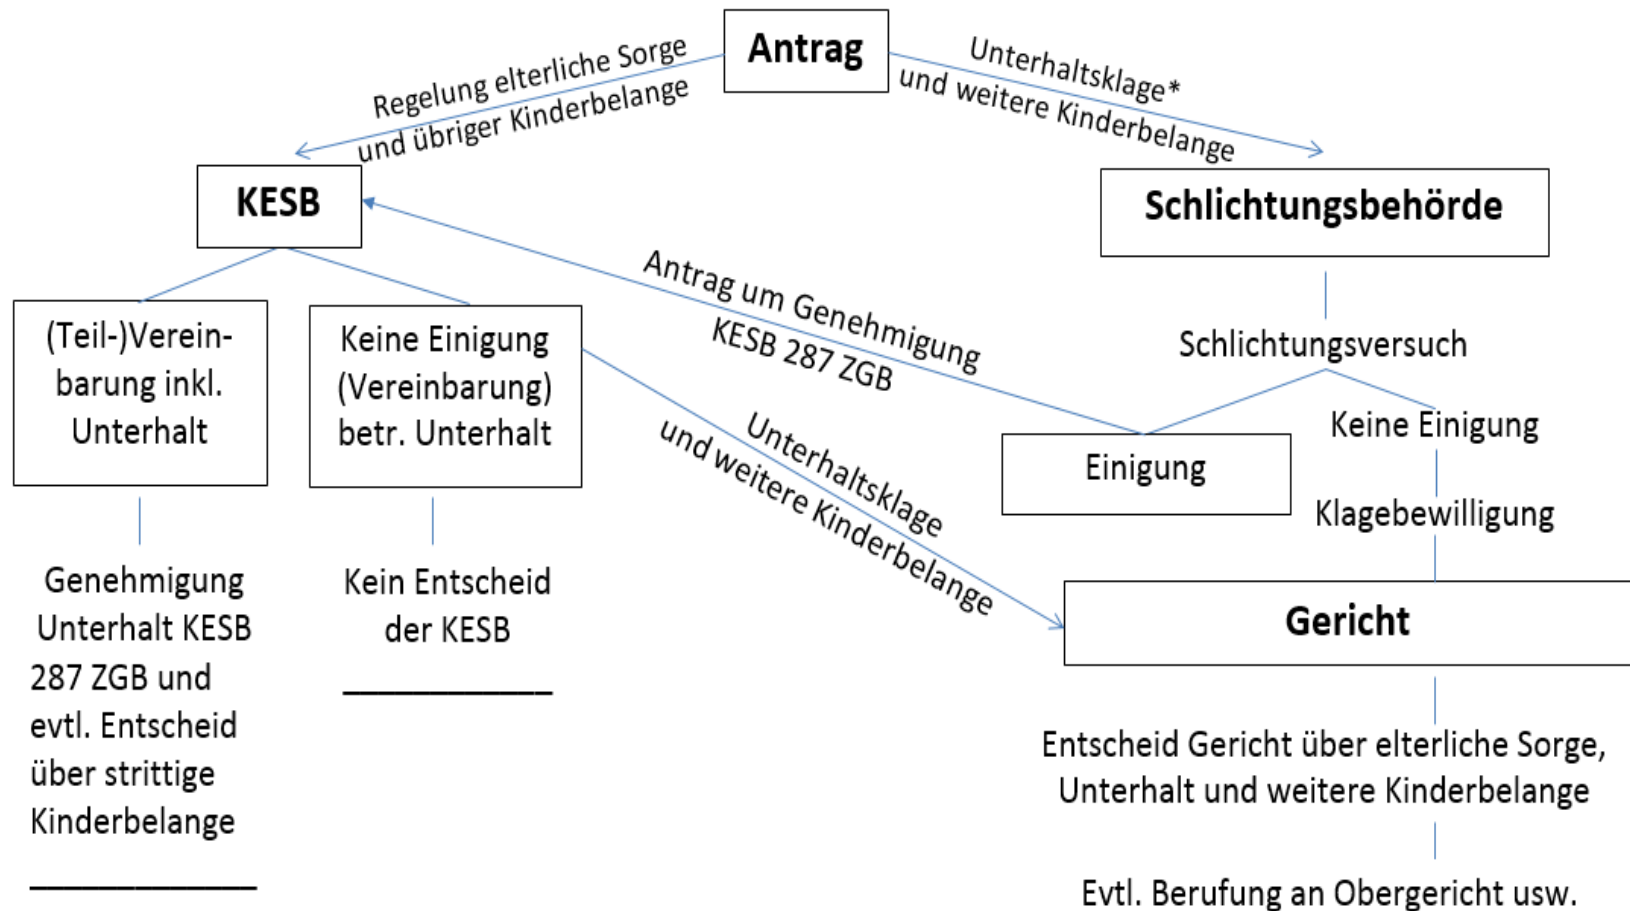 Antrag
Regelung elterliche Sorge
und übriger Kinderbelange
Unterhaltsklage*
und weitere Kinderbelange
KESB
Schlichtungsbehörde
Antrag um Genehmigung
KESB 287 ZGB
(Teil-)Verein-
barung inkl.
Unterhalt
Keine Einigung
(Vereinbarung)
betr. Unterhalt
Schlichtungsversuch
Unterhaltsklage
und weitere Kinderbelange
Einigung
Keine Einigung
Klagebewilligung
Genehmigung
Unterhalt KESB
287 ZGB und
evtl. Entscheid
über strittige
Kinderbelange
Kein Entscheid
der KESB
Gericht
Entscheid Gericht über elterliche Sorge,
Unterhalt und weitere Kinderbelange
Evtl. Berufung an Obergericht usw.